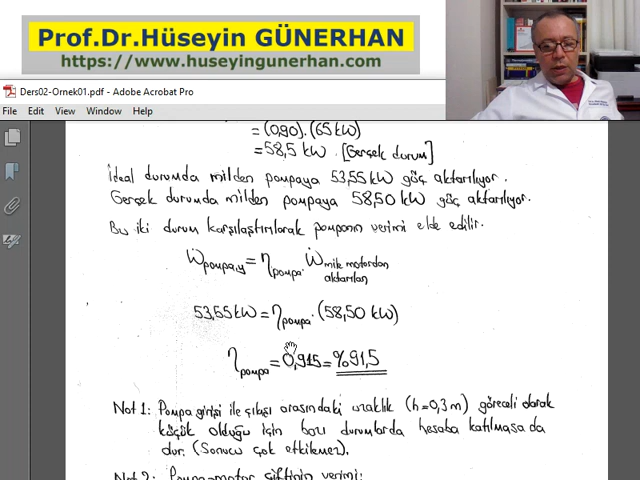 Prof.Dr.Hüseyin GÜNERHAN
https://www.huseyingunerhan.com
Ders02-Ornek01.pdf - Adobe Acrobat Pro
File Edit View Window Help
= (0,90). (65 kW)
= 58,5 kW. [Gerçek durum]
İdeal durumda milden pompaya 53,55 kW güç aktarılıyor.
Gerçek durumda milden pompaya 58,50 kW güç aktarılıyor.
Bu iki durum karşılaştırılarak pompanın verimi elde edilir.
Ẇpompa,y = ηpompa. Ẇmile motordan aktarılan
53,55 kW = ηpompa. (58,50 kW)
ηpompa = 0,915 = %91,5
Not 1: Pompa girişi ile çıkışı arasındaki uzaklık (h=0,3 m) göreceli olarak
küçük olduğu için bazı durumlarda hesaba katılmasa da
olur. (Sonucu çok etkilemez).
Not 2: Pompa-motor çiftinin verimi: